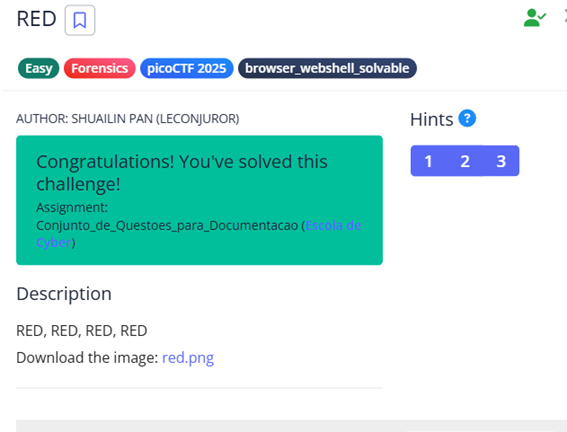 RED
Easy Forensics picoCTF 2025 browser_webshell_solvable
AUTHOR: SHUAILIN PAN (LECONJUROR)
Hints ?
1 2 3
Congratulations! You've solved this
challenge!
Assignment:
Conjunto_de_Questoes_para_Documentacao (Escola de
Cyber)
Description
RED, RED, RED, RED
Download the image: red.png